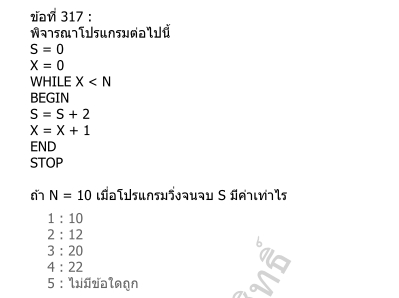 ข้อที่ 317 :
พิจารณาโปรแกรมต่อไปนี้
S = 0
X = 0
WHILE X < N
BEGIN
S = S + 2
X = X + 1
END
STOP
ถ้า N = 10 เมื่อโปรแกรมวิ่งจนจบ S มีค่าเท่าไร
1 : 10
2 : 12
3 : 20
4 : 22
5 : ไม่มีข้อใดถูก